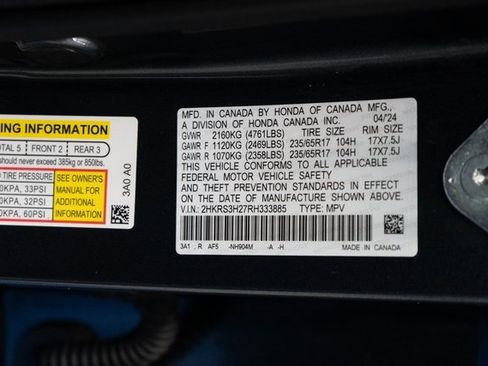 ING INFORMATION
OTAL 5 FRONT 2 REAR 3
should never exceed 385kg or 850lbs.
TIRE PRESSURE SEE OWNER'S
0KPA, 33PSI MANUAL FOR
0KPA, 32PSI ADDITIONAL
0KPA, 60PSI INFORMATION
3A0 A0
MFD. IN CANADA BY HONDA OF CANADA MFG.,
A DIVISION OF HONDA CANADA INC. 04/24
GVWR 2160KG (4761LBS) TIRE SIZE RIM SIZE
GAWR F 1120KG (2469LBS) 235/65R17 104H 17X7.5J
GAWR R 1070KG (2358LBS) 235/65R17 104H 17X7.5J
THIS VEHICLE CONFORMS TO ALL APPLICABLE
FEDERAL MOTOR VEHICLE SAFETY
AND THEFT PREVENTION STANDARDS IN EFFECT
ON THE DATE OF MANUFACTURE SHOWN ABOVE.
V.I.N.: 2HKRS3H27RH333885 TYPE: MPV
3A1 , R AF5 -NH904M -A -H MADE IN CANADA